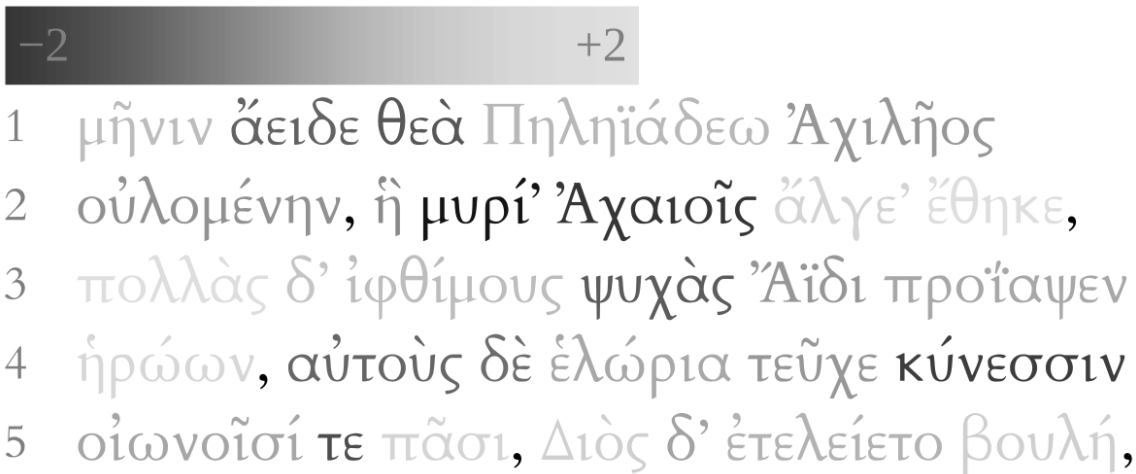 −2 +2
1 μῆνιν ἄειδε θεὰ Πηληϊάδεω Ἀχιλῆος
2 οὐλομένην, ἣ μυρί’ Ἀχαιοῖς ἄλγε’ ἔθηκε,
3 πολλὰς δ’ ἰφθίμους ψυχὰς Ἄϊδι προΐαψεν
4 ἡρώων, αὐτοὺς δὲ ἑλώρια τεῦχε κύνεσσιν
5 οἰωνοῖσί τε πᾶσι, Διὸς δ’ ἐτελείετο βουλή,